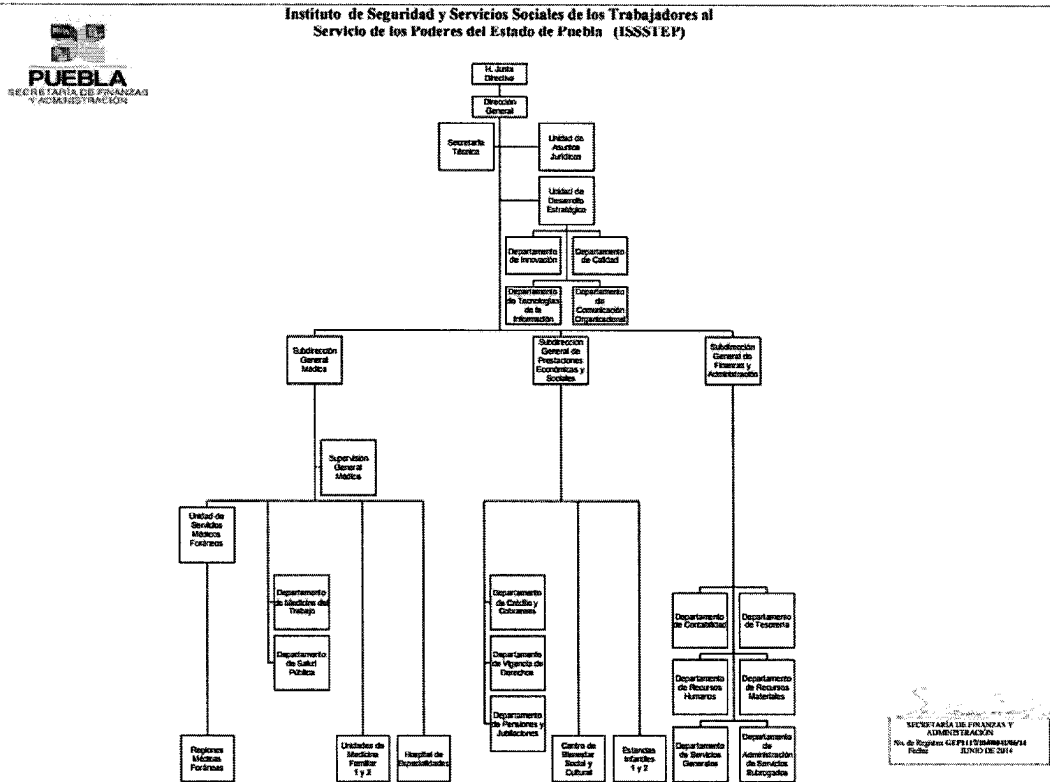 Instituto de Seguridad y Servicios Sociales de los Trabajadores al
Servicio de los Poderes del Estado de Puebla (ISSSTEP)
PUEBLA
SECRETARÍA DE FINANZAS
Y ADMINISTRACIÓN
H. Junta
Directiva
Dirección
General
Secretaría
Técnica
Unidad de
Asuntos
Jurídicos
Unidad de
Desarrollo
Estratégico
Departamento
de Innovación
Departamento
de Calidad
Departamento
de Tecnologías
de la
Información
Departamento
de
Comunicación
Organizacional
Subdirección
General
Médica
Subdirección
General de
Prestaciones
Económicas y
Sociales
Subdirección
General de
Finanzas y
Administración
Supervisión
General
Médica
Unidad de
Servicios
Médicos
Foráneos
Departamento
de Medicina del
Trabajo
Departamento
de Salud
Pública
Regiones
Médicas
Foráneas
Unidades de
Medicina
Familiar
1 y 2
Hospital de
Especialidades
Departamento
de Crédito y
Cobranzas
Departamento
de Vigencia de
Derechos
Departamento
de Pensiones y
Jubilaciones
Centro de
Bienestar
Social y
Cultural
Estancias
Infantiles
1 y 2
Departamento
de Contabilidad
Departamento
de Tesorería
Departamento
de Recursos
Humanos
Departamento
de Recursos
Materiales
Departamento
de Servicios
Generales
Departamento
de
Administración
de Servicios
Subrogados
SECRETARÍA DE FINANZAS Y
ADMINISTRACIÓN
No. de Registro
Fecha: JUNIO DE 2014